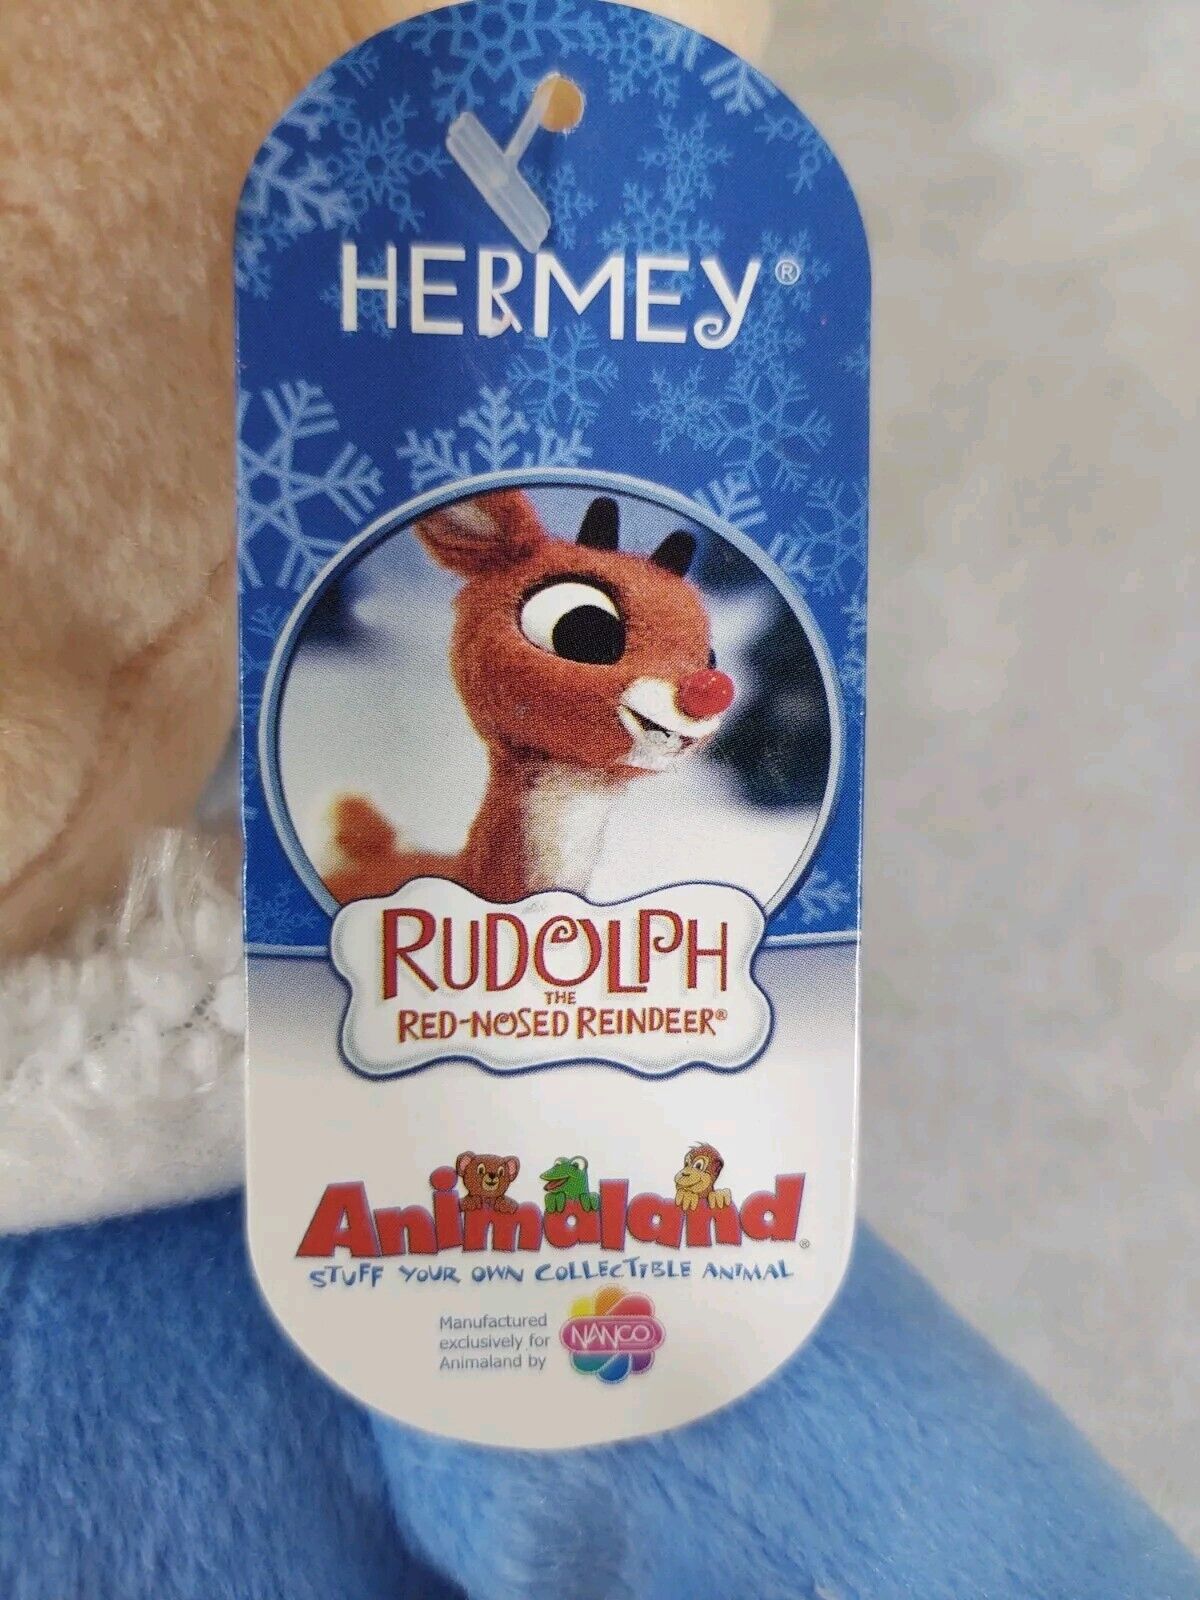 HERMEY®
RUDOLPH
THE
RED-NOSED REINDEER®
Animaland®
STUFF YOUR OWN COLLECTIBLE ANIMAL
Manufactured
exclusively for
Animaland by
NANCO